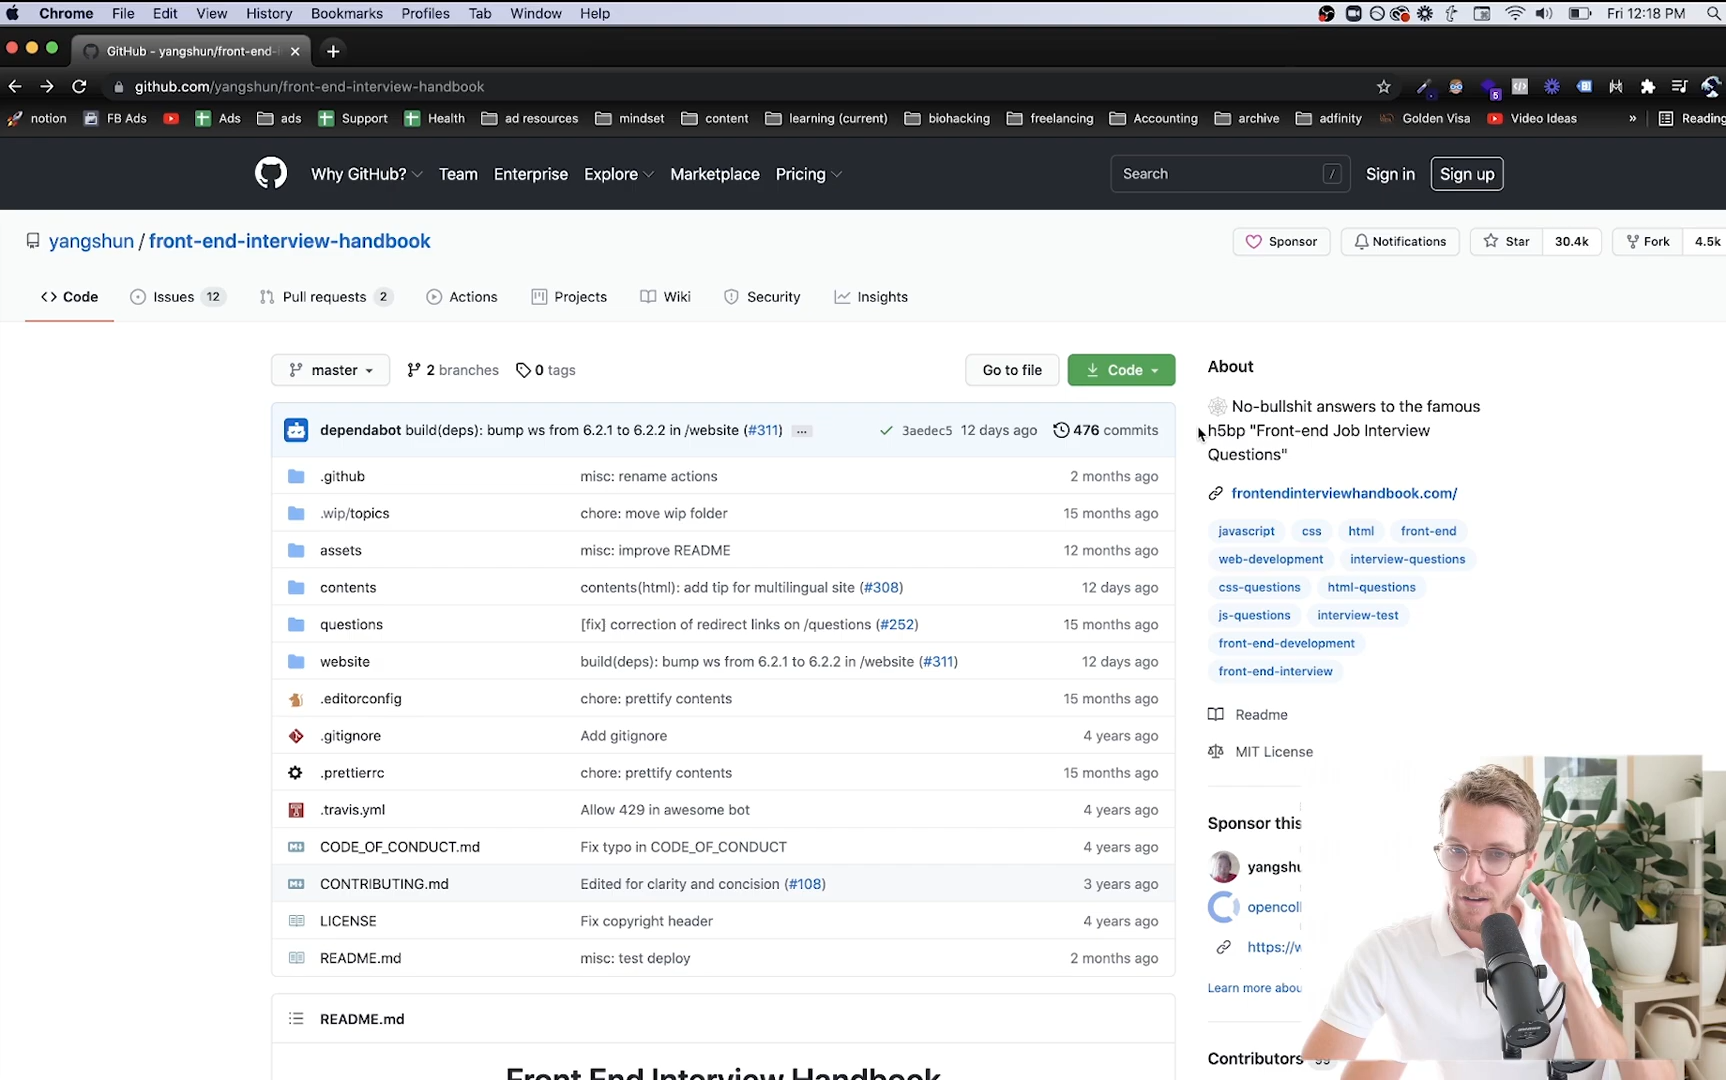 Chrome File Edit View History Bookmarks Profiles Tab Window Help Fri 12:18 PM
GitHub - yangshun/front-end-
github.com/yangshun/front-end-interview-handbook
notion FB Ads Ads ads Support Health ad resources mindset content learning (current) biohacking freelancing Accounting archive adfinity Golden Visa Video Ideas » Reading
Why GitHub? Team Enterprise Explore Marketplace Pricing Search / Sign in Sign up
yangshun / front-end-interview-handbook Sponsor Notifications Star 30.4k Fork 4.5k
<> Code Issues 12 Pull requests 2 Actions Projects Wiki Security Insights
master 2 branches 0 tags Go to file Code
dependabot build(deps): bump ws from 6.2.1 to 6.2.2 in /website (#311) ... 3aedec5 12 days ago 476 commits
.github misc: rename actions 2 months ago
.wip/topics chore: move wip folder 15 months ago
assets misc: improve README 12 months ago
contents contents(html): add tip for multilingual site (#308) 12 days ago
questions [fix] correction of redirect links on /questions (#252) 15 months ago
website build(deps): bump ws from 6.2.1 to 6.2.2 in /website (#311) 12 days ago
.editorconfig chore: prettify contents 15 months ago
.gitignore Add gitignore 4 years ago
.prettierrc chore: prettify contents 15 months ago
.travis.yml Allow 429 in awesome bot 4 years ago
CODE_OF_CONDUCT.md Fix typo in CODE_OF_CONDUCT 4 years ago
CONTRIBUTING.md Edited for clarity and concision (#108) 3 years ago
LICENSE Fix copyright header 4 years ago
README.md misc: test deploy 2 months ago
README.md
Front End Interview Handbook
About
No-bullshit answers to the famous
h5bp "Front-end Job Interview
Questions"
frontendinterviewhandbook.com/
javascript css html front-end
web-development interview-questions
css-questions html-questions
js-questions interview-test
front-end-development
front-end-interview
Readme
MIT License
Sponsor this
yangshu
opencoll
https://w
Learn more abou
Contributors